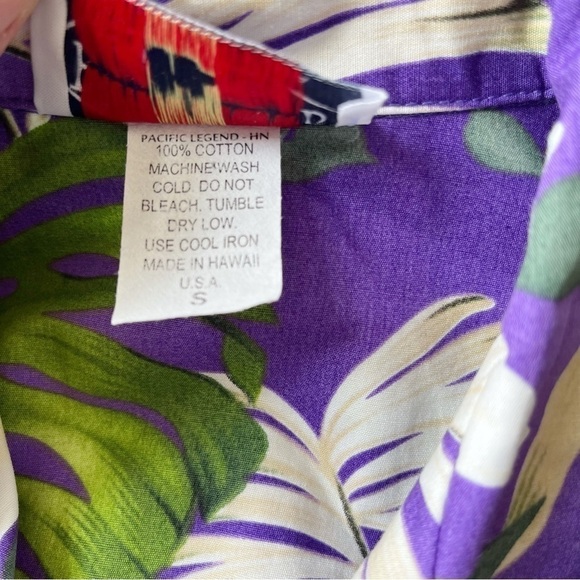 PACIFIC LEGEND - HN
100% COTTON
MACHINE WASH
COLD. DO NOT
BLEACH. TUMBLE
DRY LOW.
USE COOL IRON
MADE IN HAWAII
U.S.A.
S